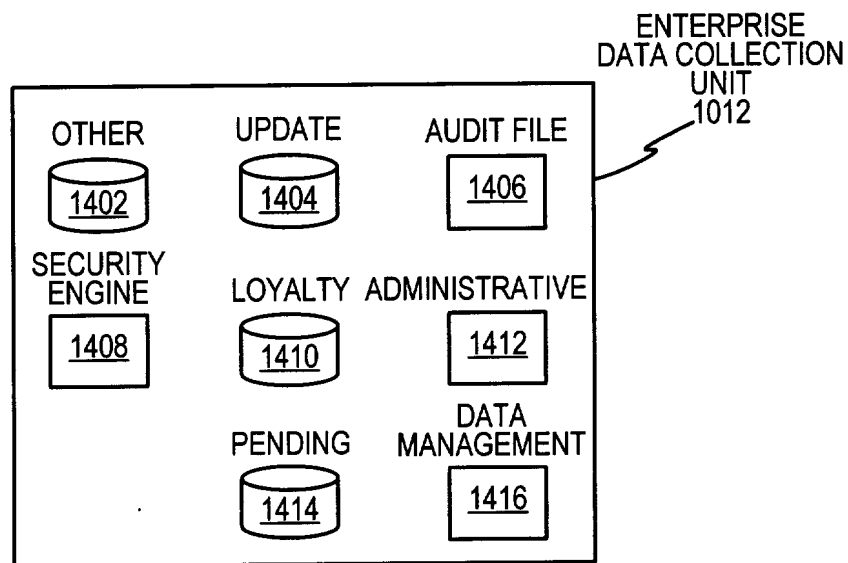 ENTERPRISE
DATA COLLECTION
UNIT
1012
OTHER
UPDATE
AUDIT FILE
1402
1404
1406
SECURITY
ENGINE
LOYALTY
ADMINISTRATIVE
1408
1410
1412
PENDING
DATA
MANAGEMENT
1414
1416